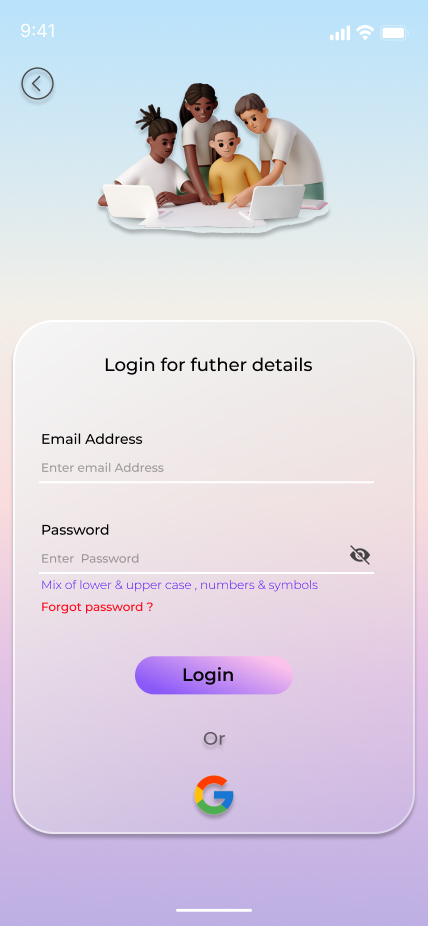 9:41
Login for futher details
Email Address
Enter email Address
Password
Enter  Password
Mix of lower & upper case , numbers & symbols
Forgot password ?
Login
Or